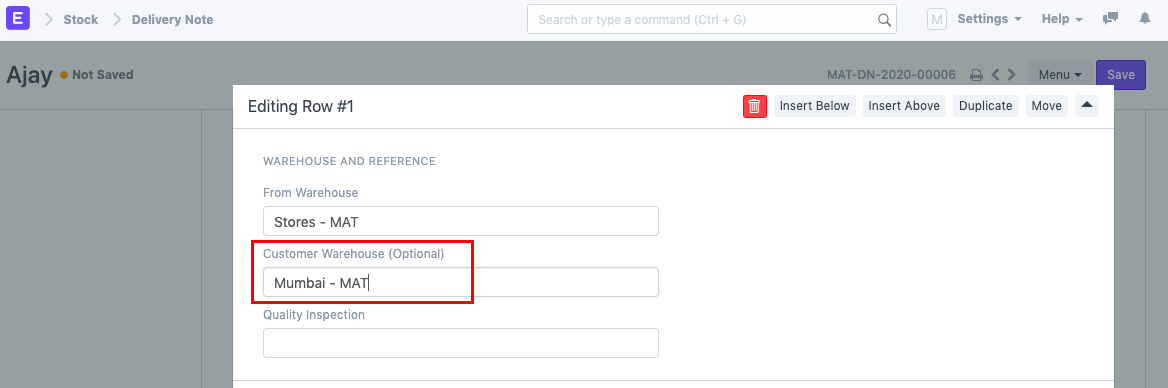 E Stock Delivery Note Search or type a command (Ctrl + G) M Settings Help
Ajay Not Saved MAT-DN-2020-00006 Menu Save
Editing Row #1 Insert Below Insert Above Duplicate Move
WAREHOUSE AND REFERENCE
From Warehouse
Stores - MAT
Customer Warehouse (Optional)
Mumbai - MAT
Quality Inspection